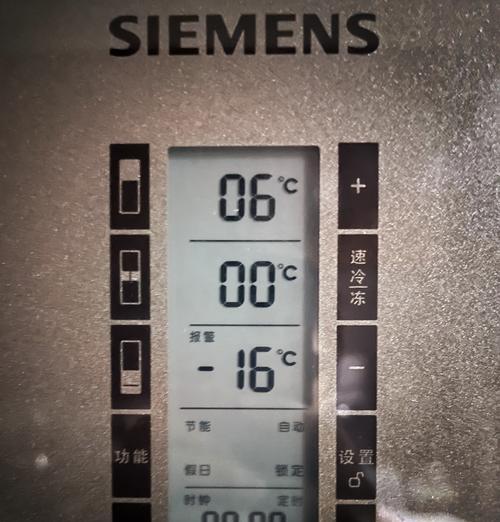 SIEMENS
06°C
+
00°C
速
冷
冻
报警
-16°C
−
节能 自动
功能
设置
假日 锁定
时钟 定时